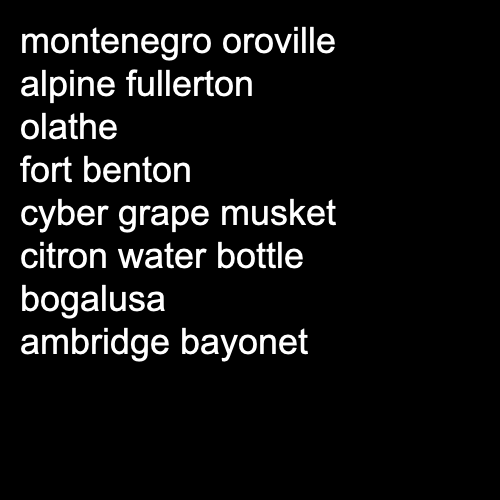 montenegro oroville
alpine fullerton
olathe
fort benton
cyber grape musket
citron water bottle
bogalusa
ambridge bayonet